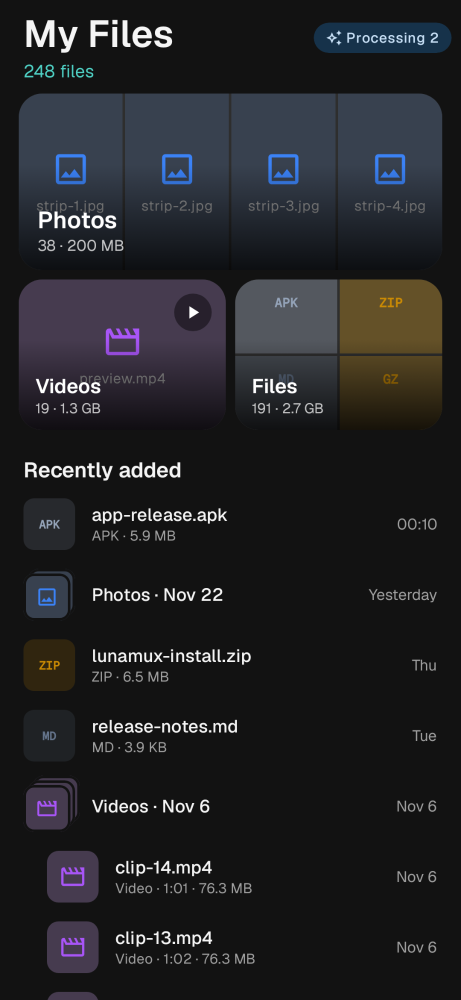 My Files
Processing 2
248 files
strip-1.jpg
strip-2.jpg
strip-3.jpg
strip-4.jpg
Photos
38 · 200 MB
preview.mp4
Videos
19 · 1.3 GB
APK
ZIP
MD
GZ
Files
191 · 2.7 GB
Recently added
APK
app-release.apk
APK · 5.9 MB
00:10
Photos · Nov 22
Yesterday
ZIP
lunamux-install.zip
ZIP · 6.5 MB
Thu
MD
release-notes.md
MD · 3.9 KB
Tue
Videos · Nov 6
Nov 6
clip-14.mp4
Video · 1:01 · 76.3 MB
Nov 6
clip-13.mp4
Video · 1:02 · 76.3 MB
Nov 6